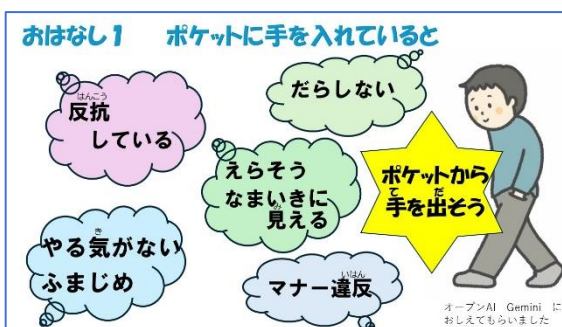 おはなし1　ポケットに手を入れていると
はんこう
反抗
している
だらしない
えらそう
なまいきに
み
見える
ポケットから
て　だ
手を出そう
き
やる気がない
ふまじめ
いはん
マナー違反
オープンAI　Gemini　に
おしえてもらいました